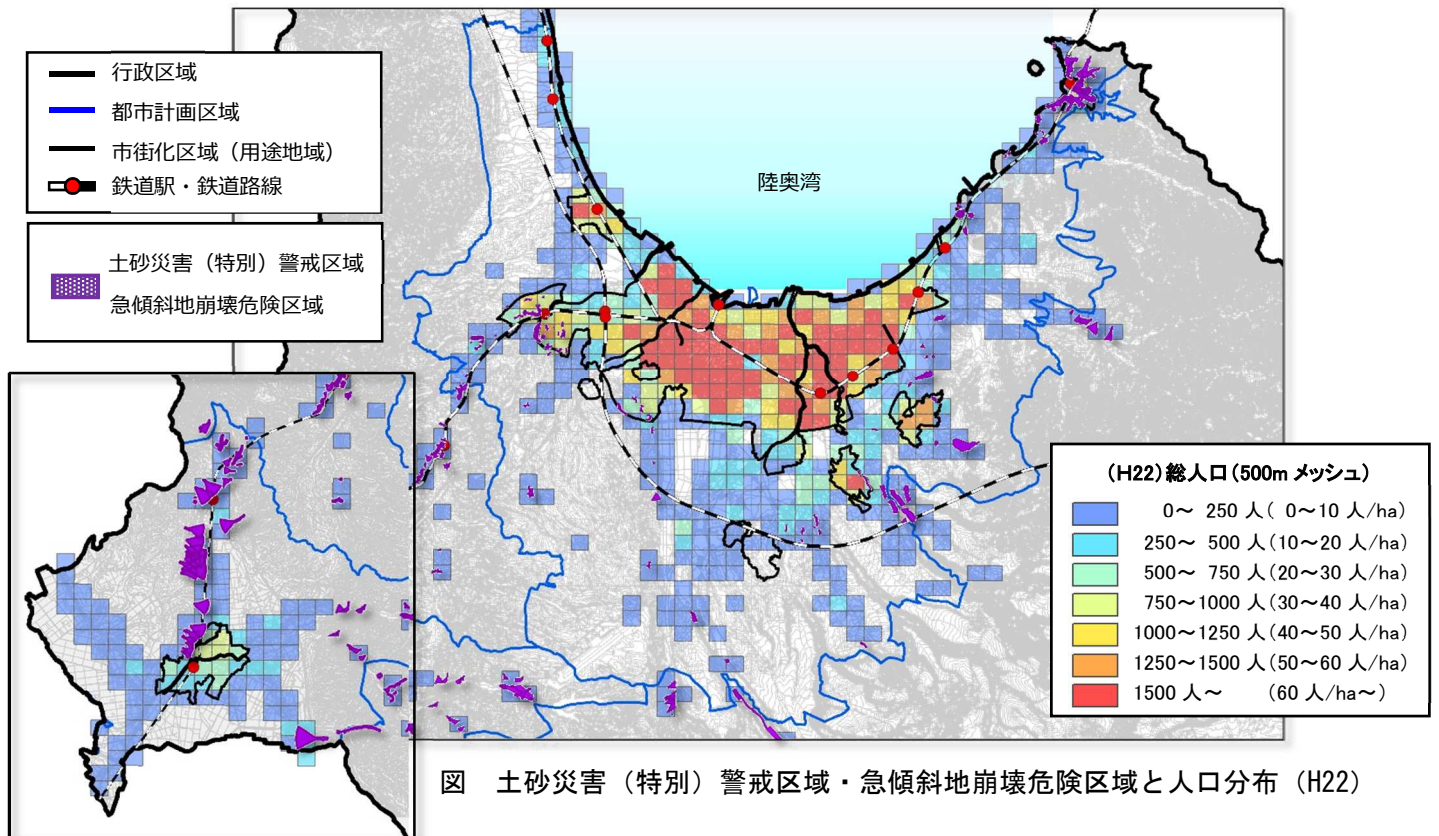 行政区域
都市計画区域
市街化区域（用途地域）
鉄道駅・鉄道路線
土砂災害（特別）警戒区域
急傾斜地崩壊危険区域
陸奥湾
(H22)総人口(500m メッシュ)
0～ 250 人( 0～10 人/ha)
250～ 500 人(10～20 人/ha)
500～ 750 人(20～30 人/ha)
750～1000 人(30～40 人/ha)
1000～1250 人(40～50 人/ha)
1250～1500 人(50～60 人/ha)
1500 人～ (60 人/ha～)
図 土砂災害（特別）警戒区域・急傾斜地崩壊危険区域と人口分布（H22）